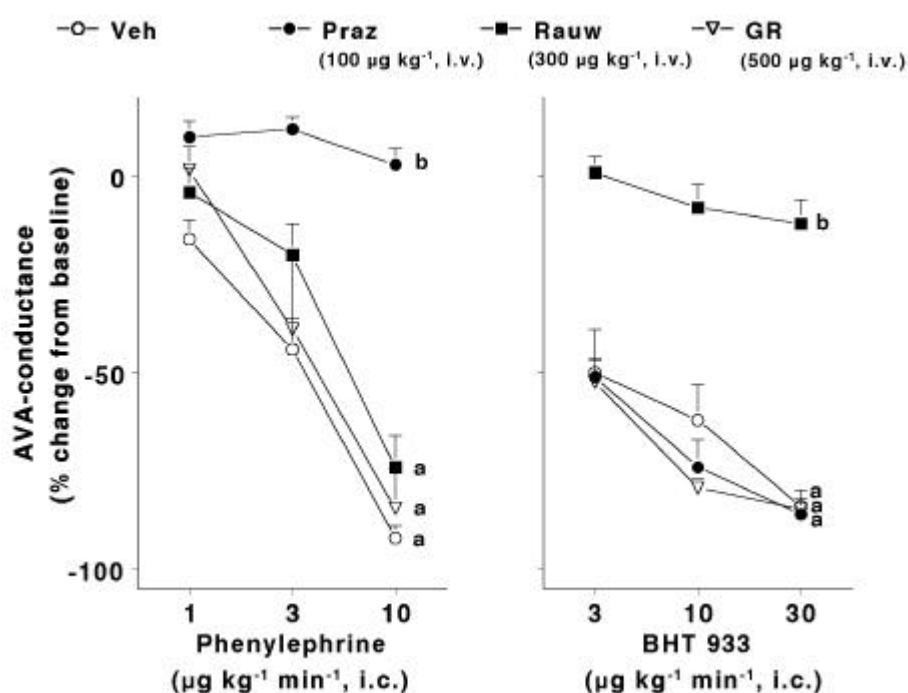 Veh Praz Rauw GR
(100 µg kg⁻¹, i.v.) (300 µg kg⁻¹, i.v.) (500 µg kg⁻¹, i.v.)
AVA-conductance
(% change from baseline)
0
-50
-100
b
a
a
a
1 3 10
Phenylephrine
(µg kg⁻¹ min⁻¹, i.c.)
b
a
a
a
3 10 30
BHT 933
(µg kg⁻¹ min⁻¹, i.c.)